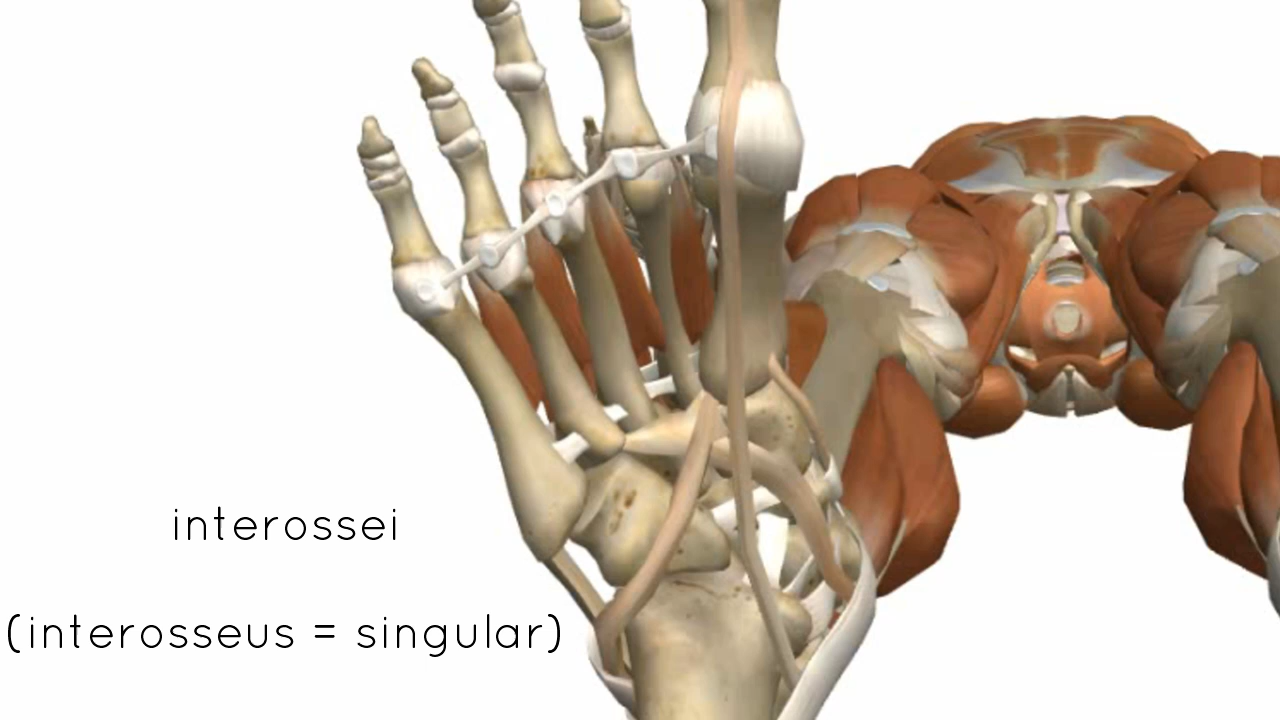 interossei
(interosseus = singular)